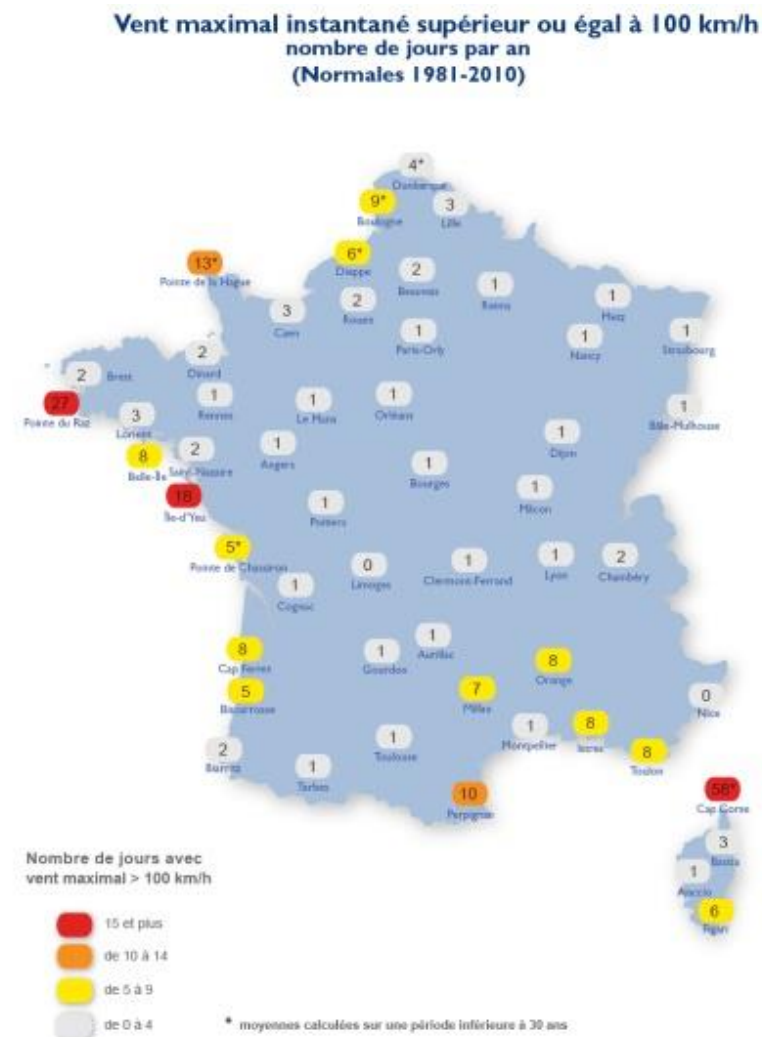 Vent maximal instantané supérieur ou égal à 100 km/h
nombre de jours par an
(Normales 1981-2010)
4*
Dunkerque
9*
Boulogne
3
Lille
13*
Pointe de la Hague
6*
Dieppe
2
Beauvais
1
Reims
1
Metz
3
Caen
2
Rouen
1
Paris-Orly
1
Nancy
1
Strasbourg
2
Brest
2
Dinard
27
Pointe du Raz
3
Lorient
1
Rennes
1
Le Mans
1
Orléans
1
Bâle-Mulhouse
8
Belle-Île
2
Saint-Nazaire
1
Angers
1
Bourges
1
Dijon
18
Île-d'Yeu
1
Poitiers
1
Mâcon
5*
Pointe de Chassiron
1
Cognac
0
Limoges
1
Clermont-Ferrand
1
Lyon
2
Chambéry
8
Cap Ferret
1
Gourdon
1
Aurillac
8
Orange
5
Biscarrosse
7
Millau
0
Nice
2
Biarritz
1
Tarbes
1
Toulouse
1
Montpellier
8
Istres
8
Toulon
10
Perpignan
58*
Cap Corse
3
Bastia
1
Ajaccio
6
Figari
Nombre de jours avec
vent maximal > 100 km/h
15 et plus
de 10 à 14
de 5 à 9
de 0 à 4
* moyennes calculées sur une période inférieure à 30 ans